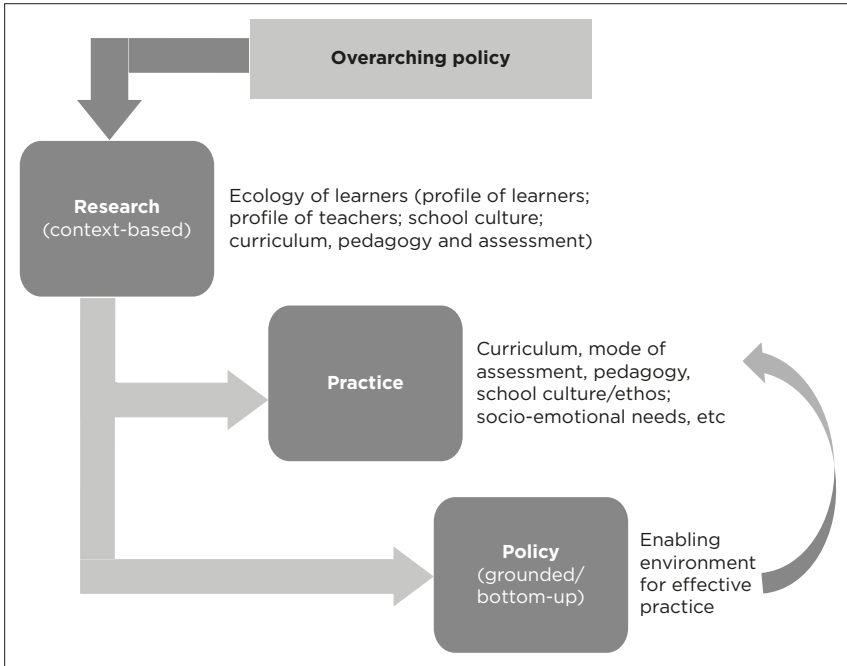 Overarching policy
Research
(context-based)
Ecology of learners (profile of learners;
profile of teachers; school culture;
curriculum, pedagogy and assessment)
Practice
Curriculum, mode of
assessment, pedagogy,
school culture/ethos;
socio-emotional needs, etc
Policy
(grounded/
bottom-up)
Enabling
environment
for effective
practice